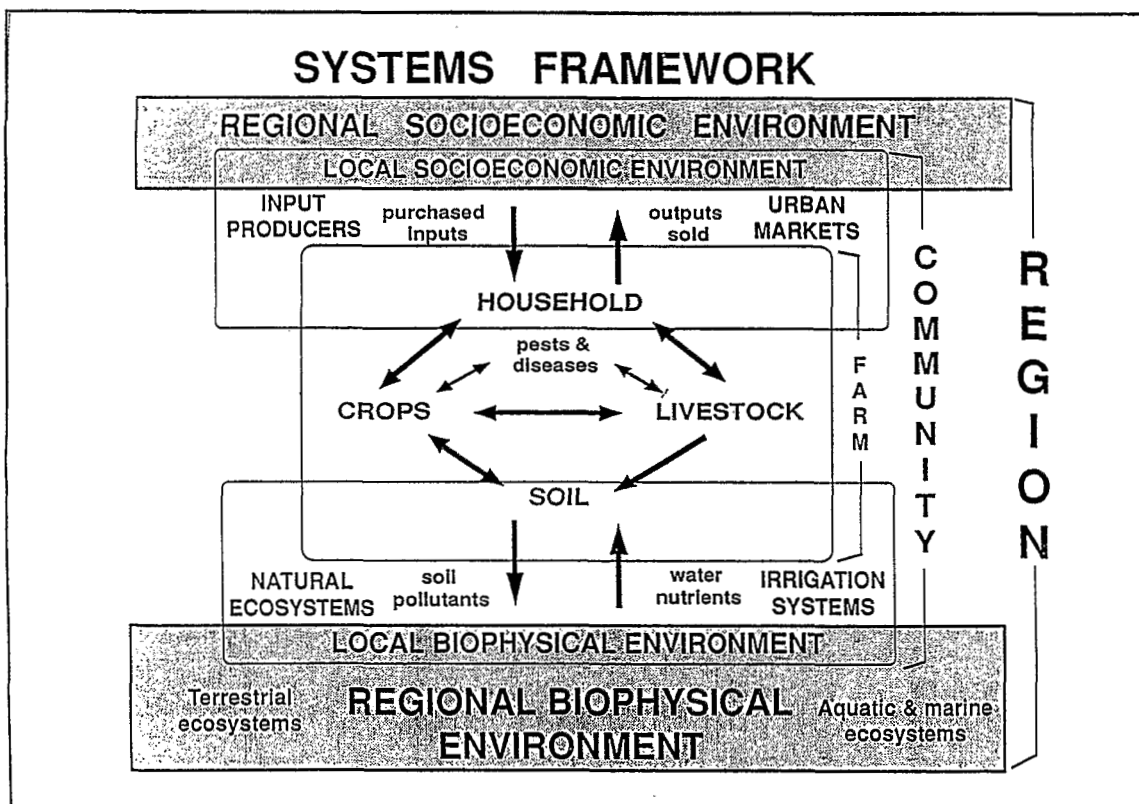 SYSTEMS FRAMEWORK
REGIONAL SOCIOECONOMIC ENVIRONMENT
LOCAL SOCIOECONOMIC ENVIRONMENT
INPUT
PRODUCERS
purchased
inputs
outputs
sold
URBAN
MARKETS
HOUSEHOLD
pests &
diseases
CROPS
LIVESTOCK
SOIL
NATURAL
ECOSYSTEMS
soil
pollutants
water
nutrients
IRRIGATION
SYSTEMS
LOCAL BIOPHYSICAL ENVIRONMENT
Terrestrial
ecosystems
REGIONAL BIOPHYSICAL
ENVIRONMENT
Aquatic & marine
ecosystems
FARM
COMMUNITY
REGION